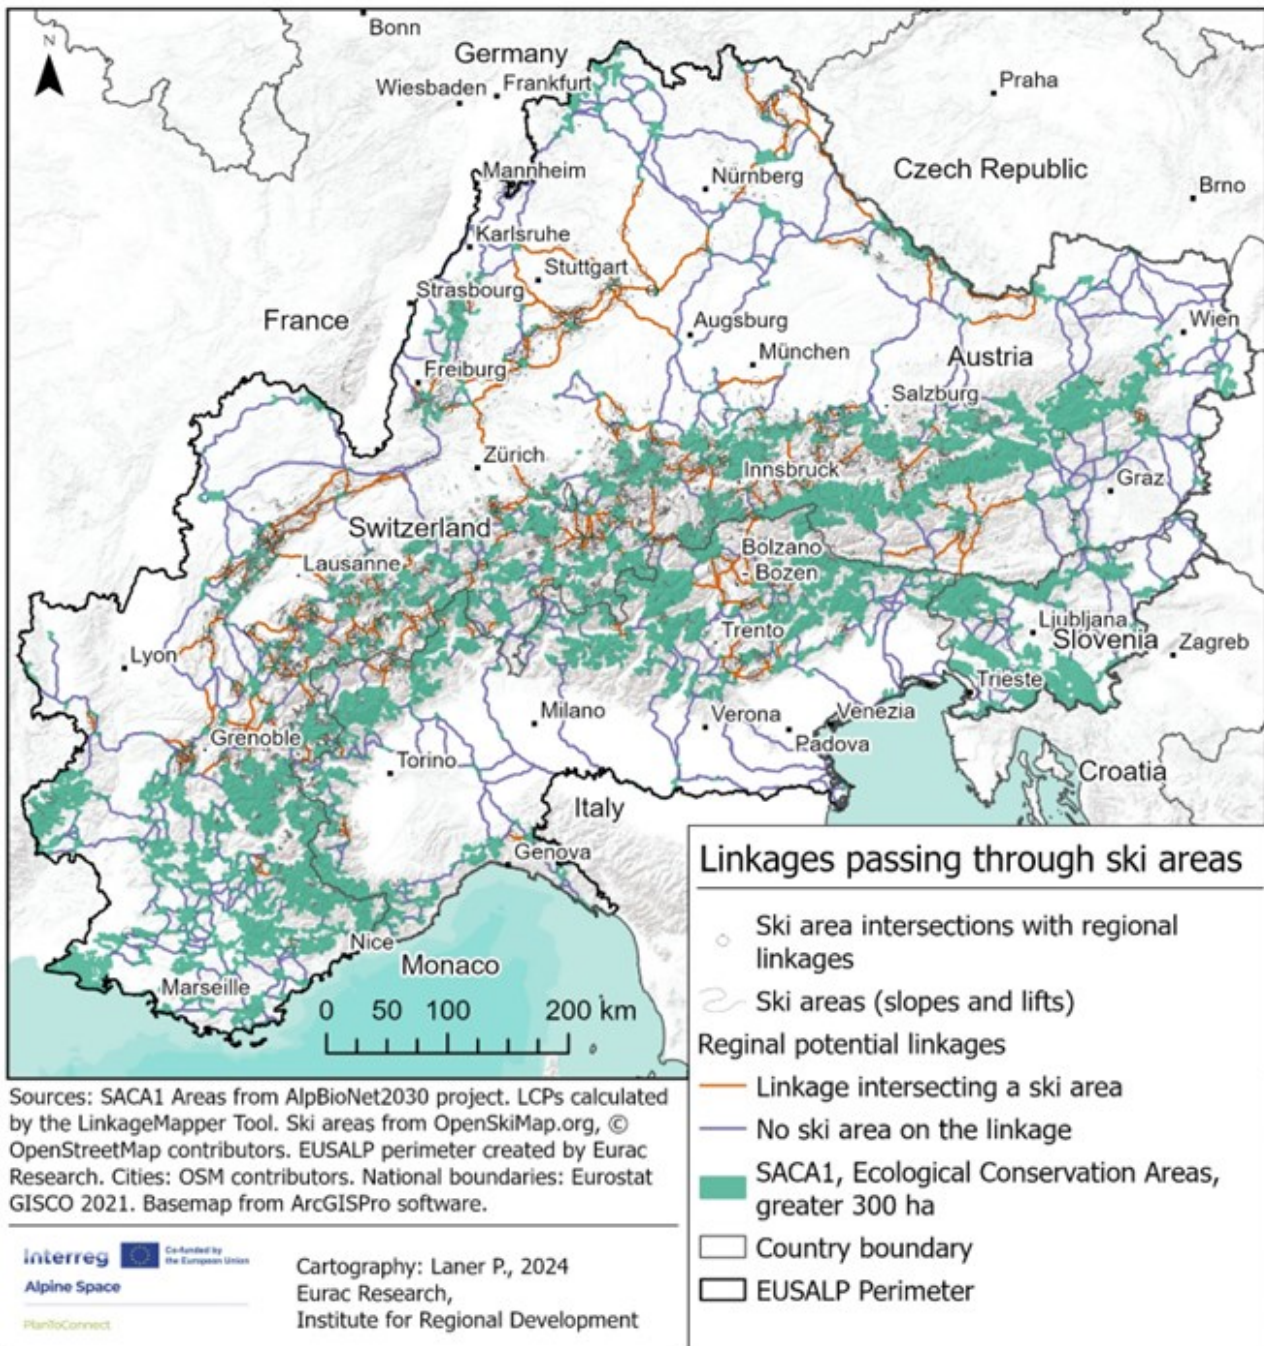 N
Bonn
Germany
Wiesbaden
Frankfurt
Praha
Mannheim
Nürnberg
Czech Republic
Brno
Karlsruhe
Stuttgart
Strasbourg
France
Augsburg
Wien
München
Austria
Freiburg
Salzburg
Zürich
Innsbruck
Graz
Switzerland
Bolzano
- Bozen
Lausanne
Ljubljana
Trento
Slovenia
Zagreb
Lyon
Trieste
Milano
Verona
Venezia
Grenoble
Padova
Torino
Croatia
Italy
Genova
Nice
Monaco
Marseille
0 50 100 200 km
Linkages passing through ski areas
Ski area intersections with regional
linkages
Ski areas (slopes and lifts)
Reginal potential linkages
Linkage intersecting a ski area
No ski area on the linkage
SACA1, Ecological Conservation Areas,
greater 300 ha
Country boundary
EUSALP Perimeter
Sources: SACA1 Areas from AlpBioNet2030 project. LCPs calculated
by the LinkageMapper Tool. Ski areas from OpenSkiMap.org, ©
OpenStreetMap contributors. EUSALP perimeter created by Eurac
Research. Cities: OSM contributors. National boundaries: Eurostat
GISCO 2021. Basemap from ArcGISPro software.
Interreg
Co-funded by
the European Union
Alpine Space
PlanToConnect
Cartography: Laner P., 2024
Eurac Research,
Institute for Regional Development